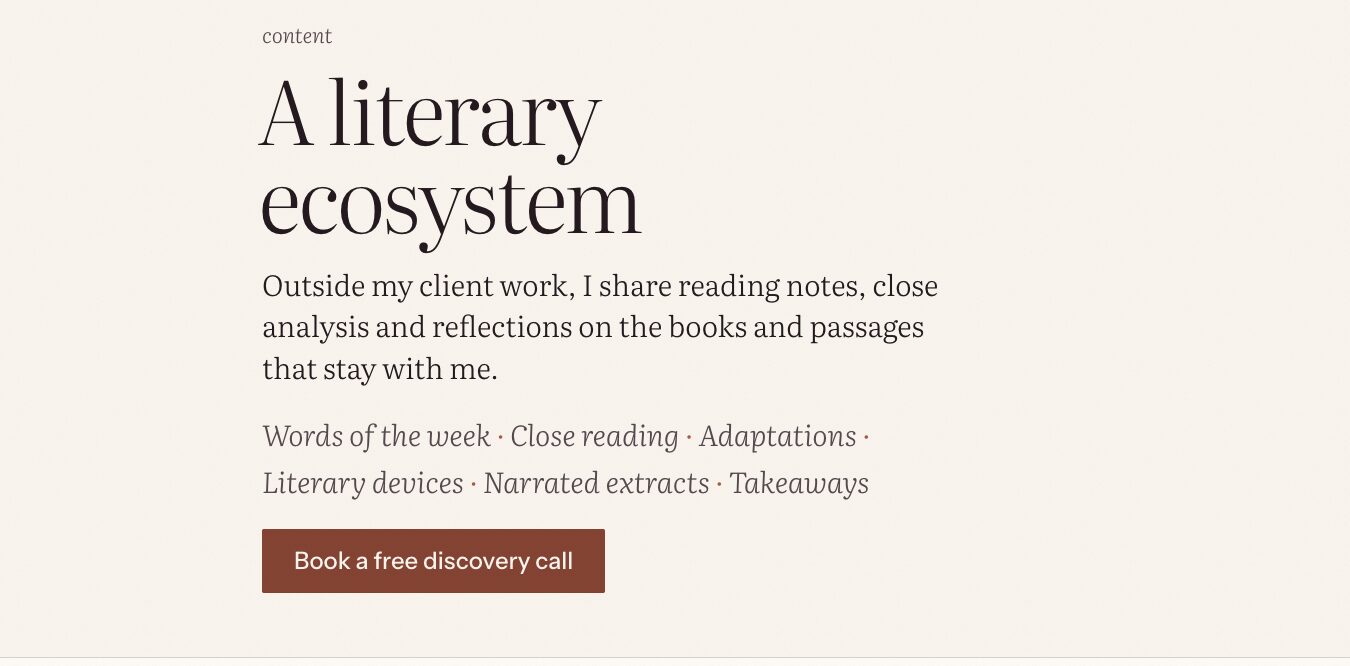 content
A literary
ecosystem
Outside my client work, I share reading notes, close
analysis and reflections on the books and passages
that stay with me.
Words of the week · Close reading · Adaptations ·
Literary devices · Narrated extracts · Takeaways
Book a free discovery call